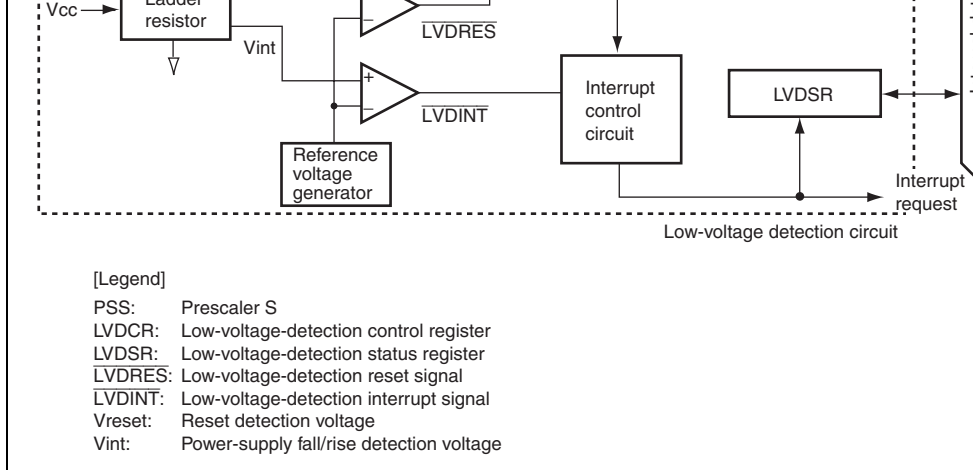 Vcc
Ladder
resistor
Vint
−
LVDRES
+
−
LVDINT
Interrupt
control
circuit
LVDSR
Reference
voltage
generator
Interrupt
request
Low-voltage detection circuit
[Legend]
PSS: Prescaler S
LVDCR: Low-voltage-detection control register
LVDSR: Low-voltage-detection status register
LVDRES: Low-voltage-detection reset signal
LVDINT: Low-voltage-detection interrupt signal
Vreset: Reset detection voltage
Vint: Power-supply fall/rise detection voltage